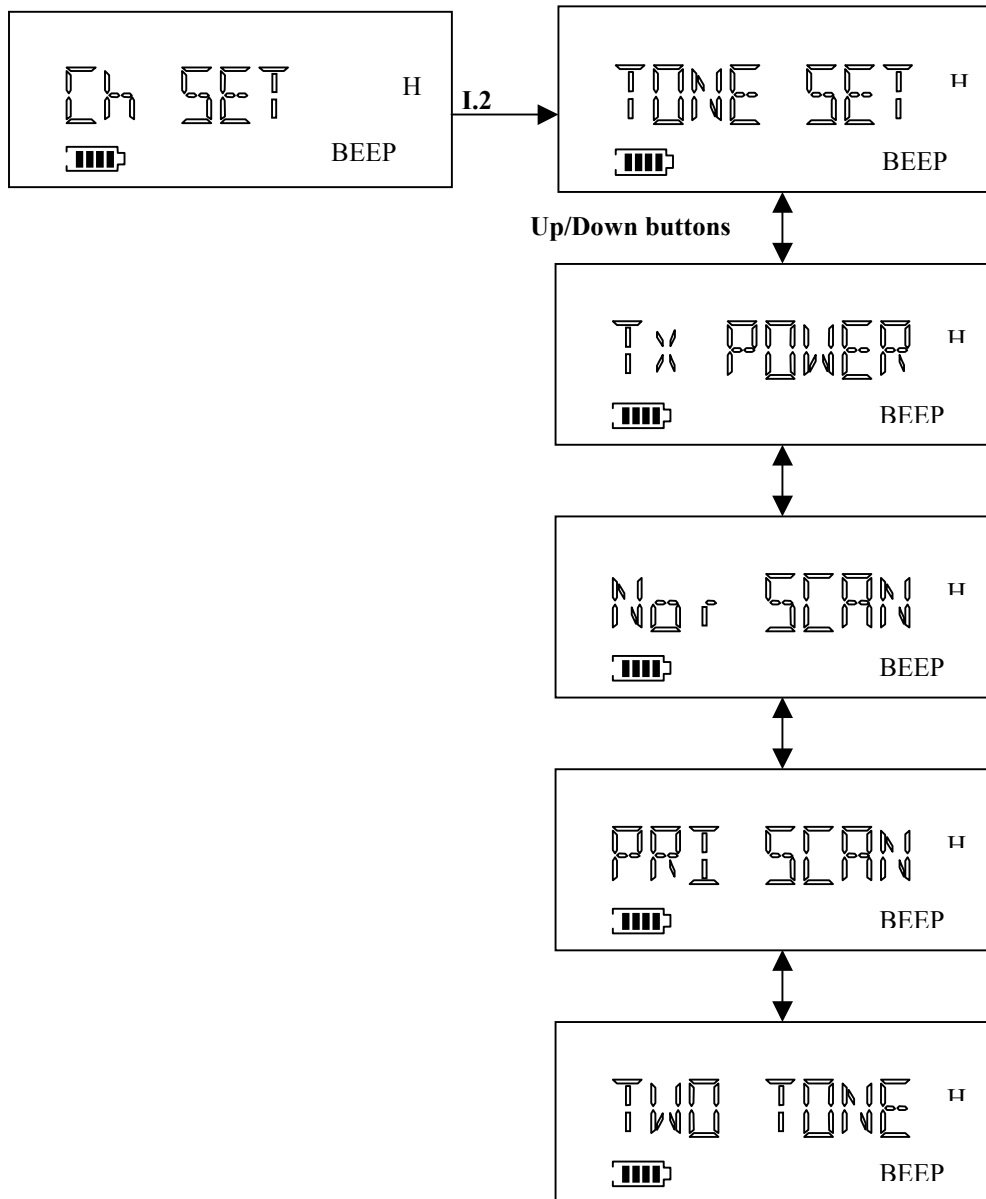 Ch SET H
BEEP
I.2
TONE SET H
BEEP
Up/Down buttons
Tx POWER H
BEEP
Nor SCAN H
BEEP
PRI SCAN H
BEEP
TWO TONE H
BEEP